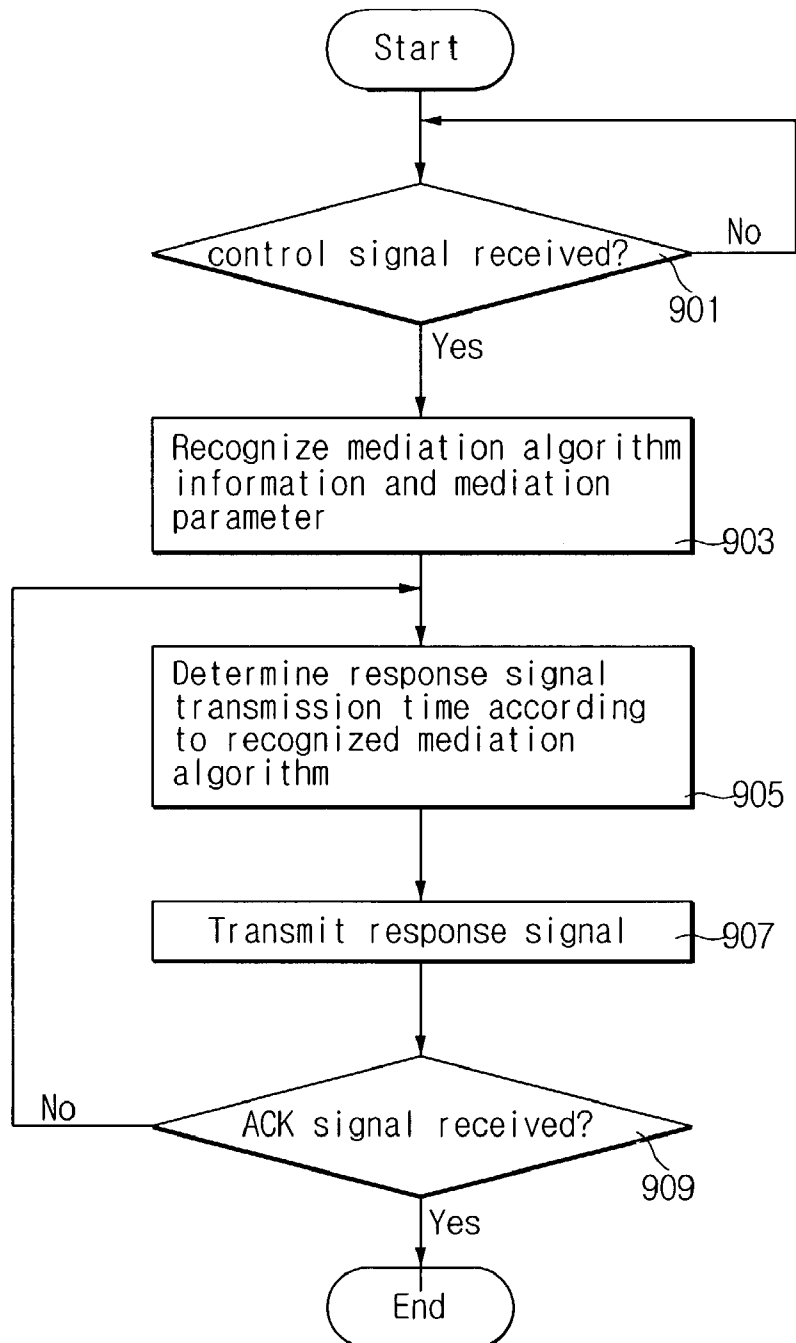 Start
No
control signal received?
901
Yes
Recognize mediation algorithm
information and mediation
parameter
903
Determine response signal
transmission time according
to recognized mediation
algorithm
905
Transmit response signal
907
No
ACK signal received?
909
Yes
End